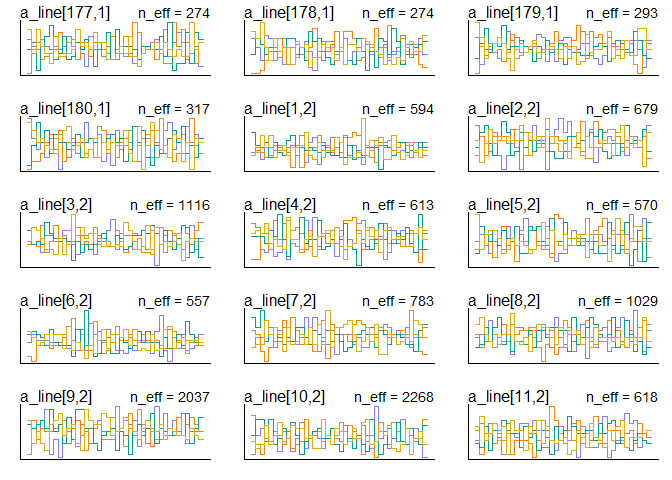 a_line[177,1] n_eff = 274
a_line[178,1] n_eff = 274
a_line[179,1] n_eff = 293
a_line[180,1] n_eff = 317
a_line[1,2] n_eff = 594
a_line[2,2] n_eff = 679
a_line[3,2] n_eff = 1116
a_line[4,2] n_eff = 613
a_line[5,2] n_eff = 570
a_line[6,2] n_eff = 557
a_line[7,2] n_eff = 783
a_line[8,2] n_eff = 1029
a_line[9,2] n_eff = 2037
a_line[10,2] n_eff = 2268
a_line[11,2] n_eff = 618